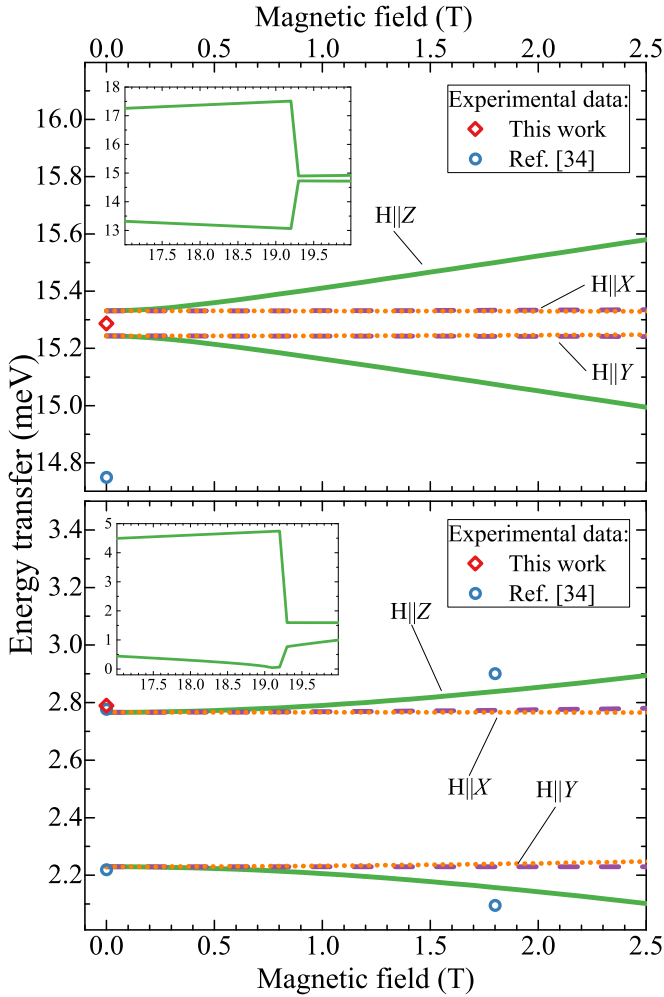 Magnetic field (T)
0.0 0.5 1.0 1.5 2.0 2.5
Energy transfer (meV)
16.0
15.8
15.6
15.4
15.2
15.0
14.8
18
17
16
15
14
13
17.5 18.0 18.5 19.0 19.5
Experimental data:
This work
Ref. [34]
H||Z
H||X
H||Y
3.4
3.2
3.0
2.8
2.6
2.4
2.2
5
4
3
2
1
0
17.5 18.0 18.5 19.0 19.5
Experimental data:
This work
Ref. [34]
H||Z
H||X
H||Y
0.0 0.5 1.0 1.5 2.0 2.5
Magnetic field (T)